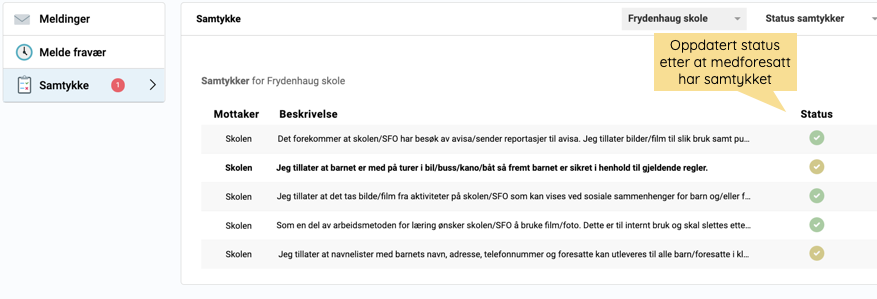 Meldinger
Melde fravær
Samtykke 1
Samtykke Frydenhaug skole Status samtykker
Oppdatert status
etter at medforesatt
har samtykket
Samtykker for Frydenhaug skole
Mottaker Beskrivelse Status
Skolen Det forekommer at skolen/SFO har besøk av avisa/sender reportasjer til avisa. Jeg tillater bilder/film til slik bruk samt pu...
Skolen Jeg tillater at barnet er med på turer i bil/buss/kano/båt så fremt barnet er sikret i henhold til gjeldende regler.
Skolen Jeg tillater at det tas bilde/film fra aktiviteter på skolen/SFO som kan vises ved sosiale sammenhenger for barn og/eller f...
Skolen Som en del av arbeidsmetoden for læring ønsker skolen/SFO å bruke film/foto. Dette er til internt bruk og skal slettes ette...
Skolen Jeg tillater at navnelister med barnets navn, adresse, telefonnummer og foresatte kan utleveres til alle barn/foresatte i kl...